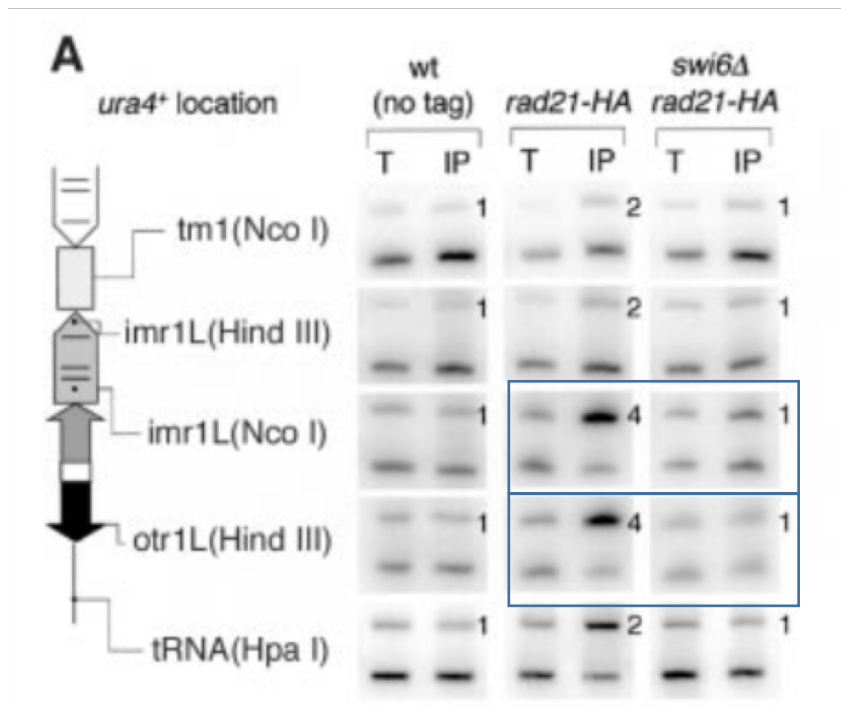 A
ura4⁺ location
wt
(no tag)
rad21-HA
swi6Δ
rad21-HA
T IP T IP T IP
tm1(Nco I) 1 2 1
imr1L(Hind III) 1 2 1
imr1L(Nco I) 1 4 1
otr1L(Hind III) 1 4 1
tRNA(Hpa I) 1 2 1